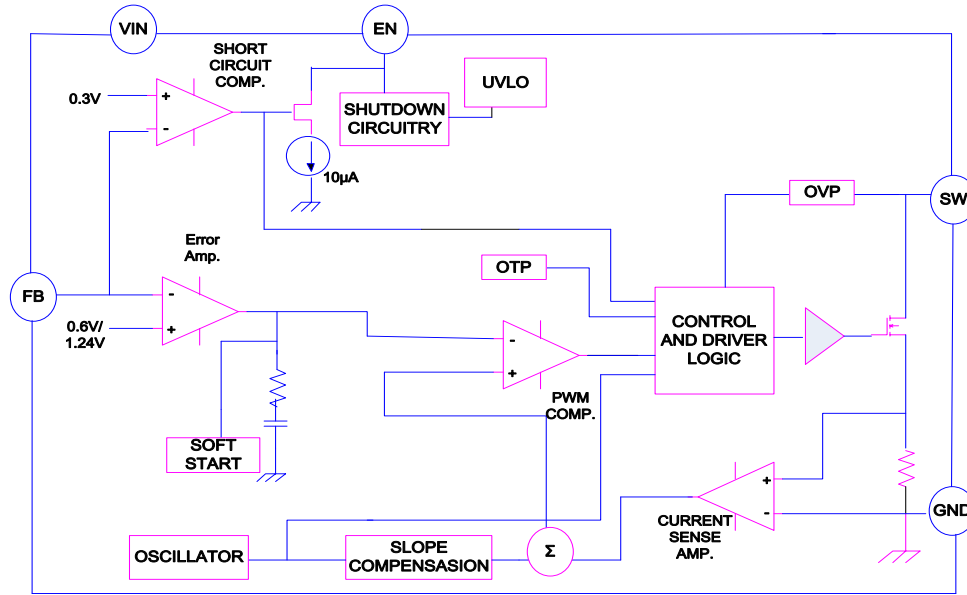 VIN
EN
SHORT
CIRCUIT
COMP.
0.3V
+
-
SHUTDOWN
CIRCUITRY
UVLO
10µA
OVP
SW
Error
Amp.
OTP
FB
-
+
0.6V/
1.24V
CONTROL
AND DRIVER
LOGIC
-
+
PWM
COMP.
SOFT
START
+
-
GND
CURRENT
SENSE
AMP.
OSCILLATOR
SLOPE
COMPENSASION
Σ